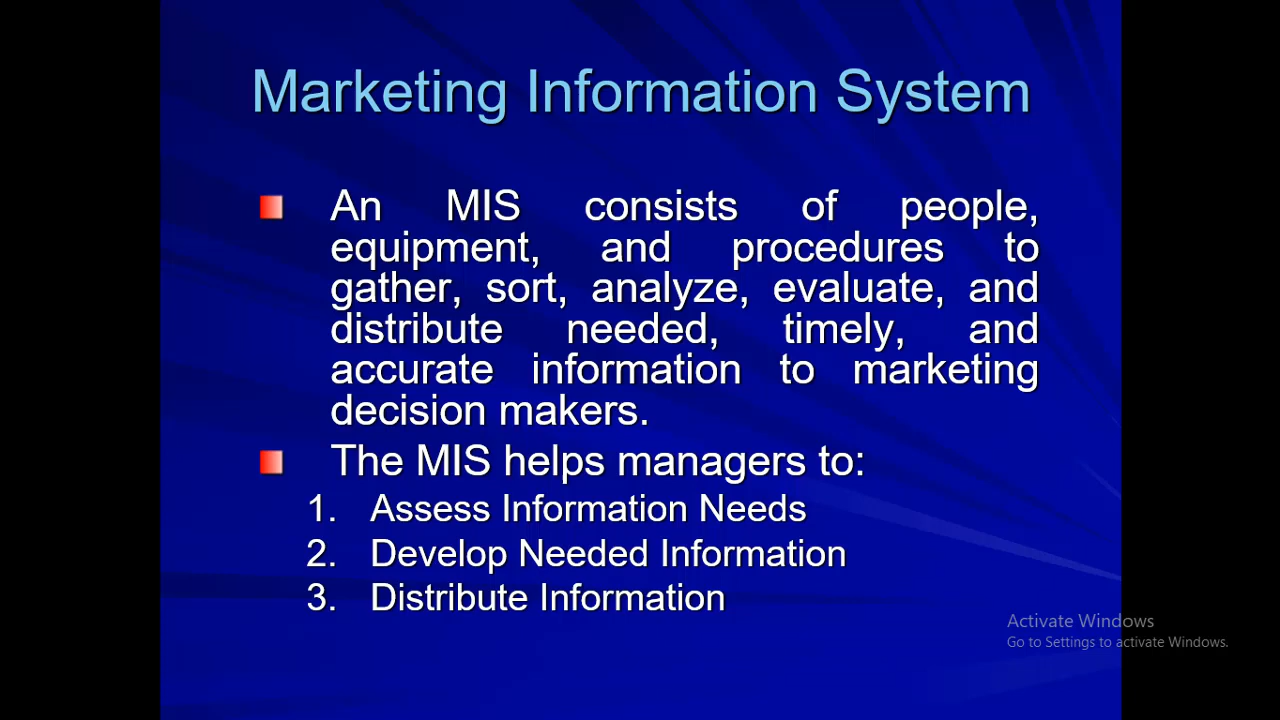 Marketing Information System
An MIS consists of people,
equipment, and procedures to
gather, sort, analyze, evaluate, and
distribute needed, timely, and
accurate information to marketing
decision makers.
The MIS helps managers to:
1. Assess Information Needs
2. Develop Needed Information
3. Distribute Information
Activate Windows
Go to Settings to activate Windows.